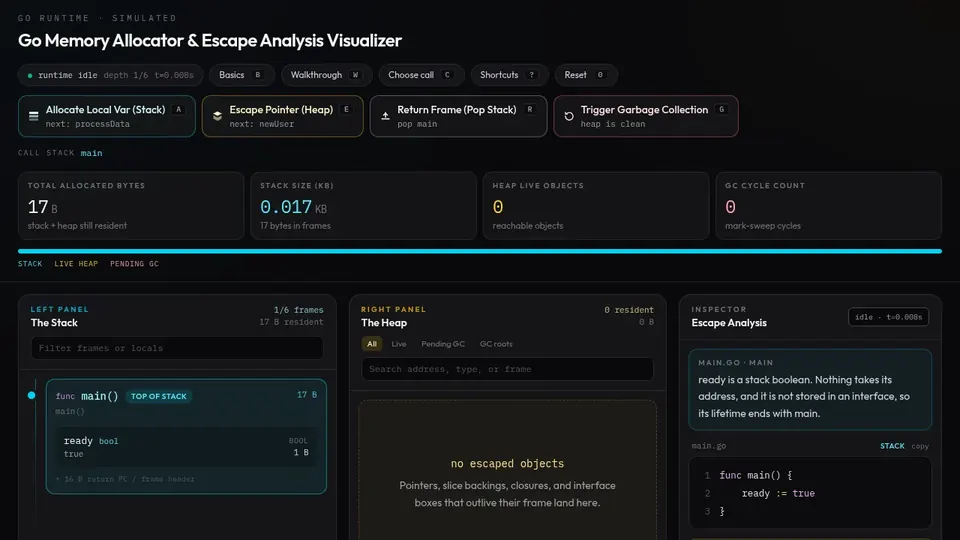 GO RUNTIME · SIMULATED
Go Memory Allocator & Escape Analysis Visualizer
runtime idle depth 1/6 t=0.008s
Basics B
Walkthrough W
Choose call C
Shortcuts ?
Reset 0
Allocate Local Var (Stack) A
next: processData
Escape Pointer (Heap) E
next: newUser
Return Frame (Pop Stack) R
pop main
Trigger Garbage Collection G
heap is clean
CALL STACK main
TOTAL ALLOCATED BYTES
17 B
stack + heap still resident
STACK SIZE (KB)
0.017 KB
17 bytes in frames
HEAP LIVE OBJECTS
0
reachable objects
GC CYCLE COUNT
0
mark-sweep cycles
STACK LIVE HEAP PENDING GC
LEFT PANEL
The Stack
1/6 frames
17 B resident
Filter frames or locals
func main() TOP OF STACK 17 B
main()
ready bool BOOL
true 1 B
+ 16 B return PC / frame header
RIGHT PANEL
The Heap
0 resident
0 B
All Live Pending GC GC roots
Search address, type, or frame
no escaped objects
Pointers, slice backings, closures, and interface
boxes that outlive their frame land here.
INSPECTOR
Escape Analysis
idle · t=0.008s
MAIN.GO · MAIN
ready is a stack boolean. Nothing takes its
address, and it is not stored in an interface, so
its lifetime ends with main.
main.go STACK copy
1 func main() {
2 ready := true
3 }